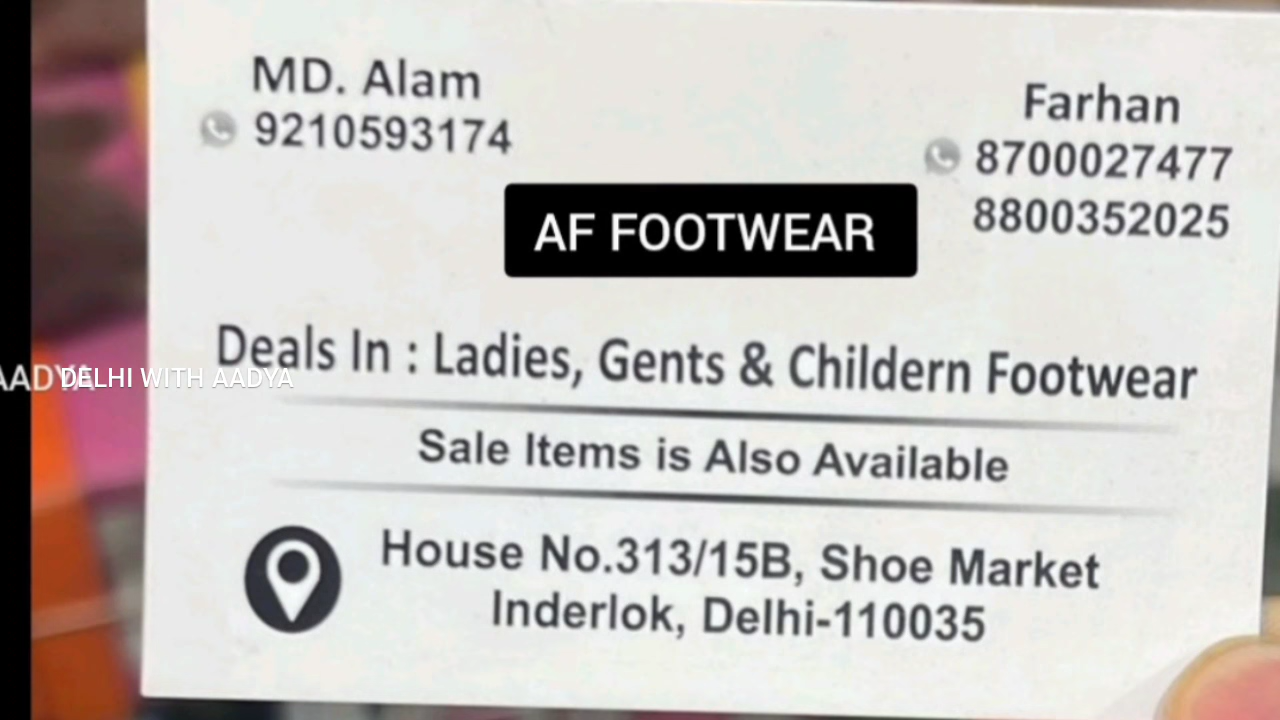 MD. Alam
9210593174
Farhan
8700027477
8800352025
AF FOOTWEAR
Deals In : Ladies, Gents & Childern Footwear
AADYA
DELHI WITH AADYA
Sale Items is Also Available
House No.313/15B, Shoe Market
Inderlok, Delhi-110035